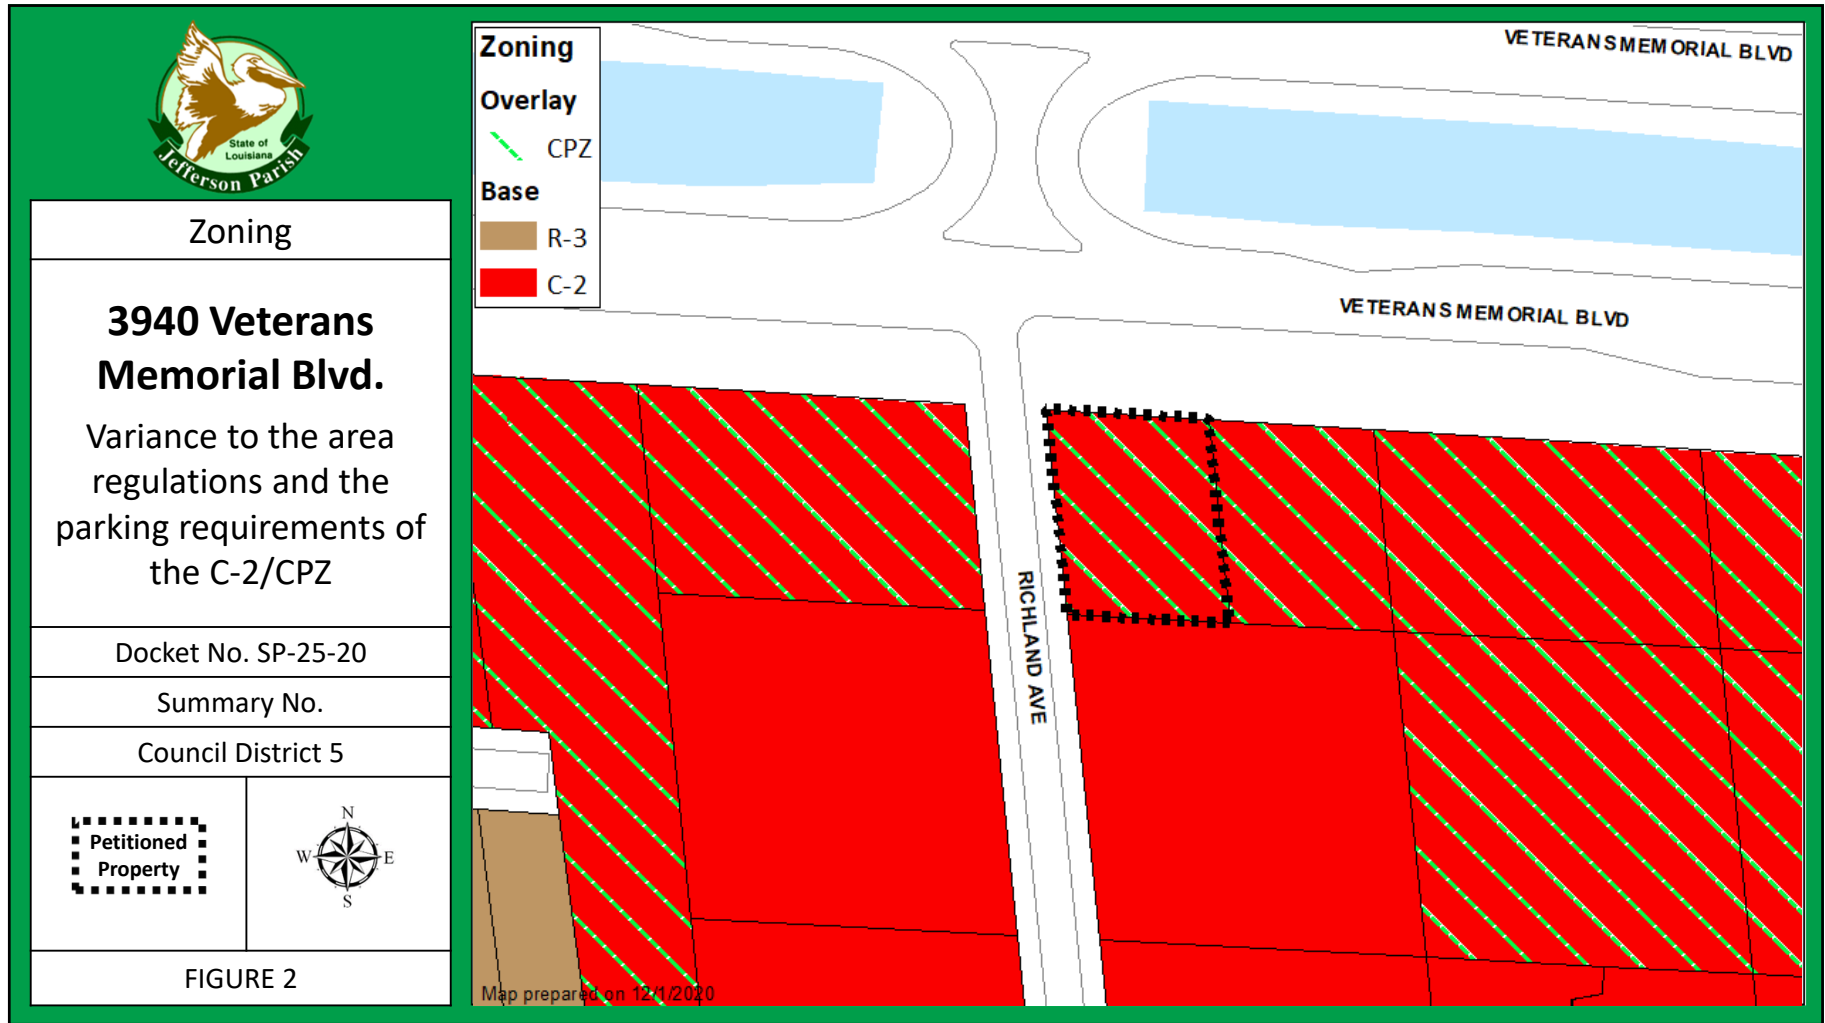 State of
Louisiana
Jefferson Parish
Zoning
3940 Veterans
Memorial Blvd.
Variance to the area
regulations and the
parking requirements of
the C-2/CPZ
Docket No. SP-25-20
Summary No.
Council District 5
Petitioned
Property
N
W
E
S
FIGURE 2
Zoning
Overlay
CPZ
Base
R-3
C-2
VETERANS MEMORIAL BLVD
VETERANS MEMORIAL BLVD
RICHLAND AVE
Map prepared on 12/1/2020